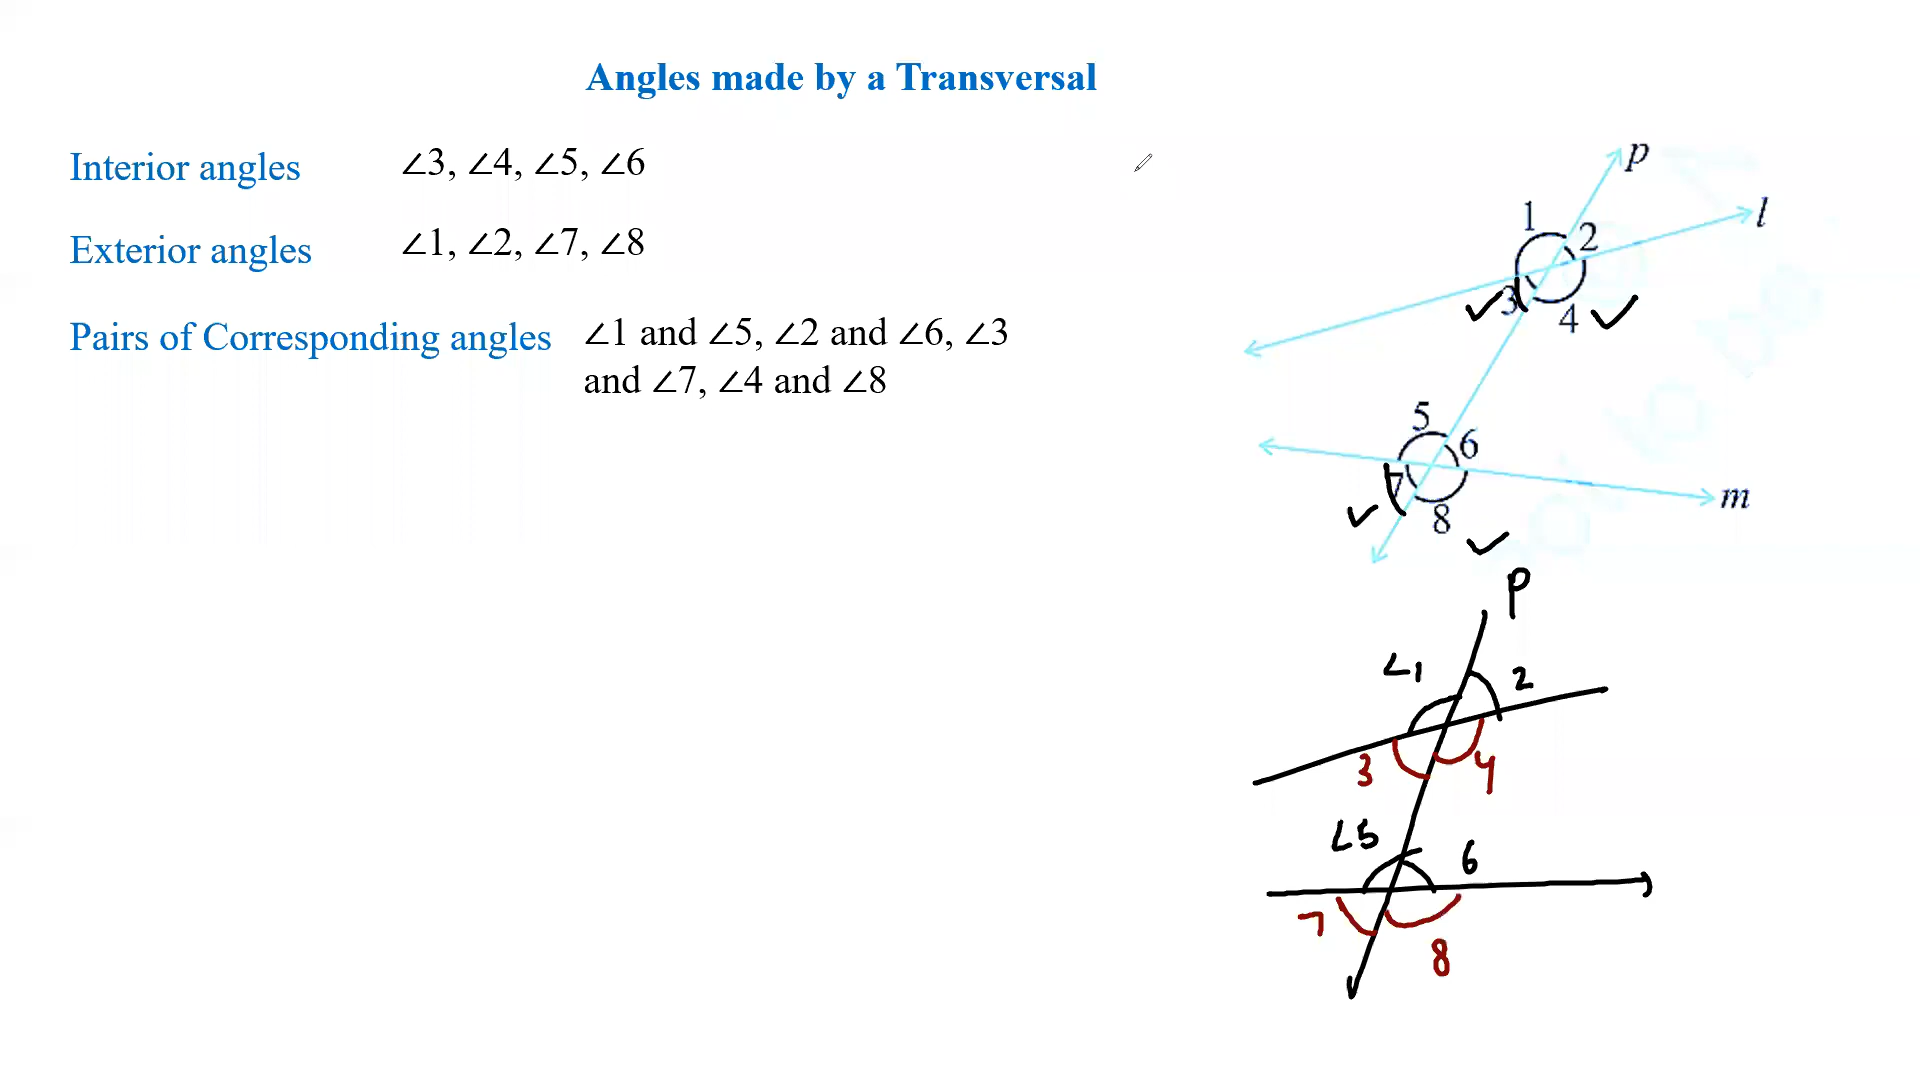 Angles made by a Transversal
Interior angles ∠3, ∠4, ∠5, ∠6
Exterior angles ∠1, ∠2, ∠7, ∠8
Pairs of Corresponding angles ∠1 and ∠5, ∠2 and ∠6, ∠3
and ∠7, ∠4 and ∠8
p
l
1
2
3
4
5
6
7
m
8
P
∠1
2
3
4
∠5
6
7
8